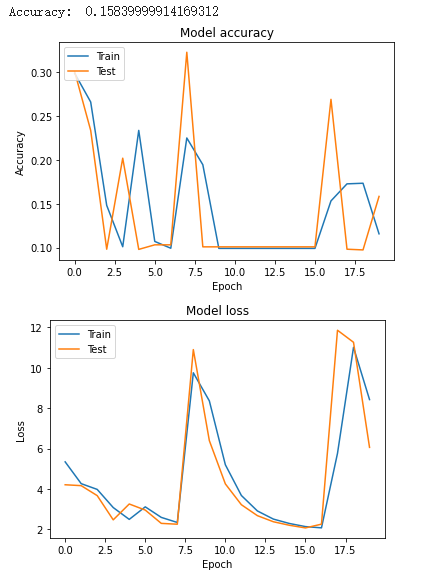 Accuracy: 0.15839999914169312
Model accuracy
Train
Test
0.30
0.25
0.20
0.15
0.10
Accuracy
0.0 2.5 5.0 7.5 10.0 12.5 15.0 17.5
Epoch
Model loss
Train
Test
12
10
8
6
4
2
Loss
0.0 2.5 5.0 7.5 10.0 12.5 15.0 17.5
Epoch